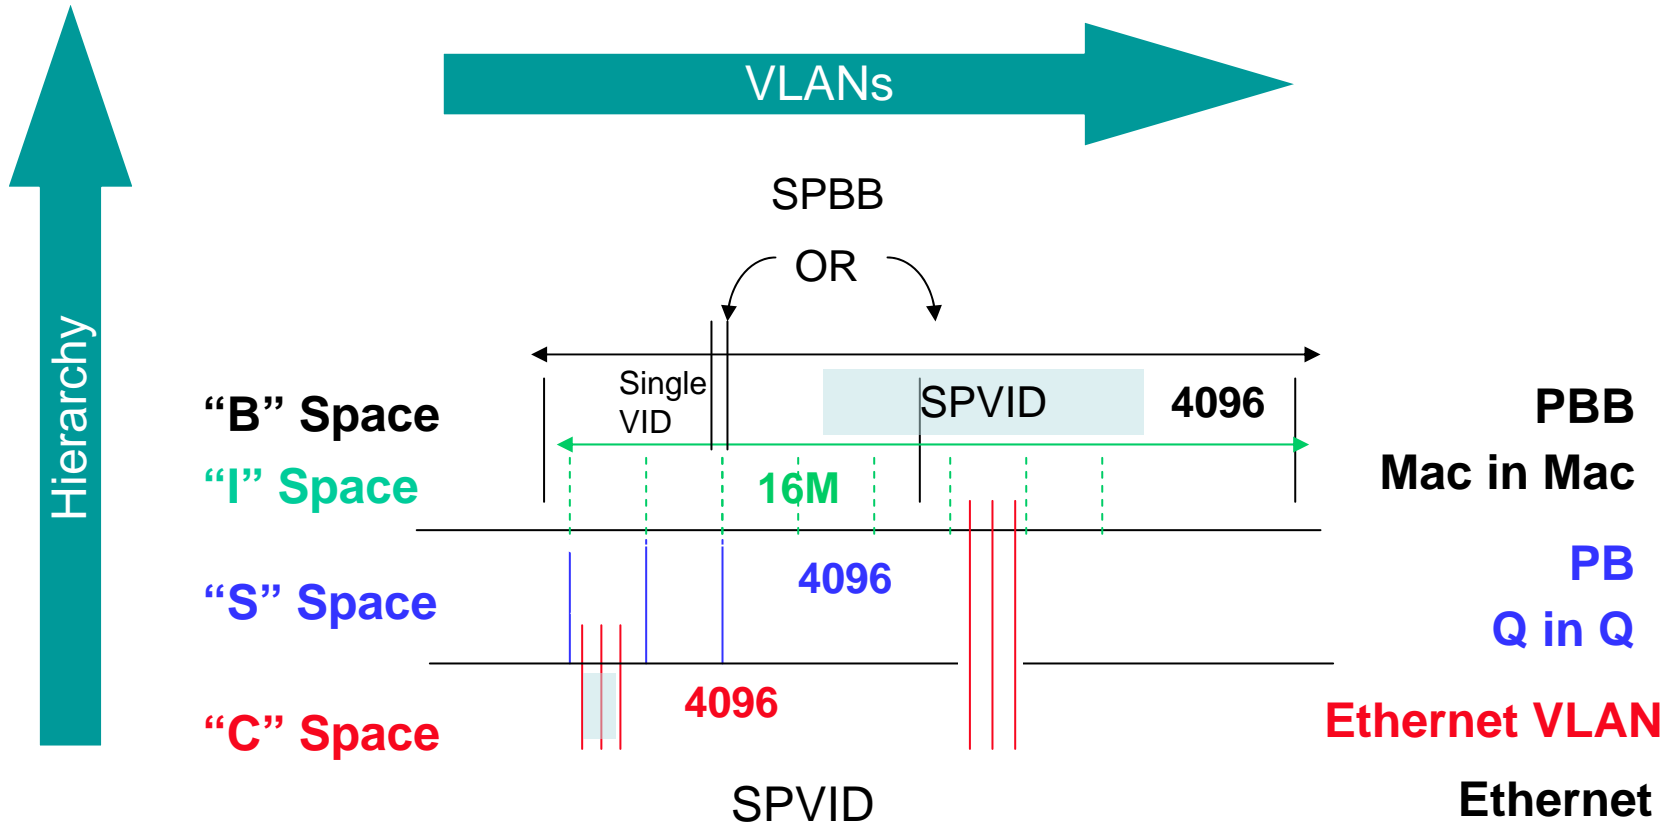 VLANs
SPBB
OR
Hierarchy
Single
VID
SPVID
4096
“B” Space
PBB
“I” Space
16M
Mac in Mac
4096
PB
“S” Space
Q in Q
4096
“C” Space
Ethernet VLAN
SPVID
Ethernet